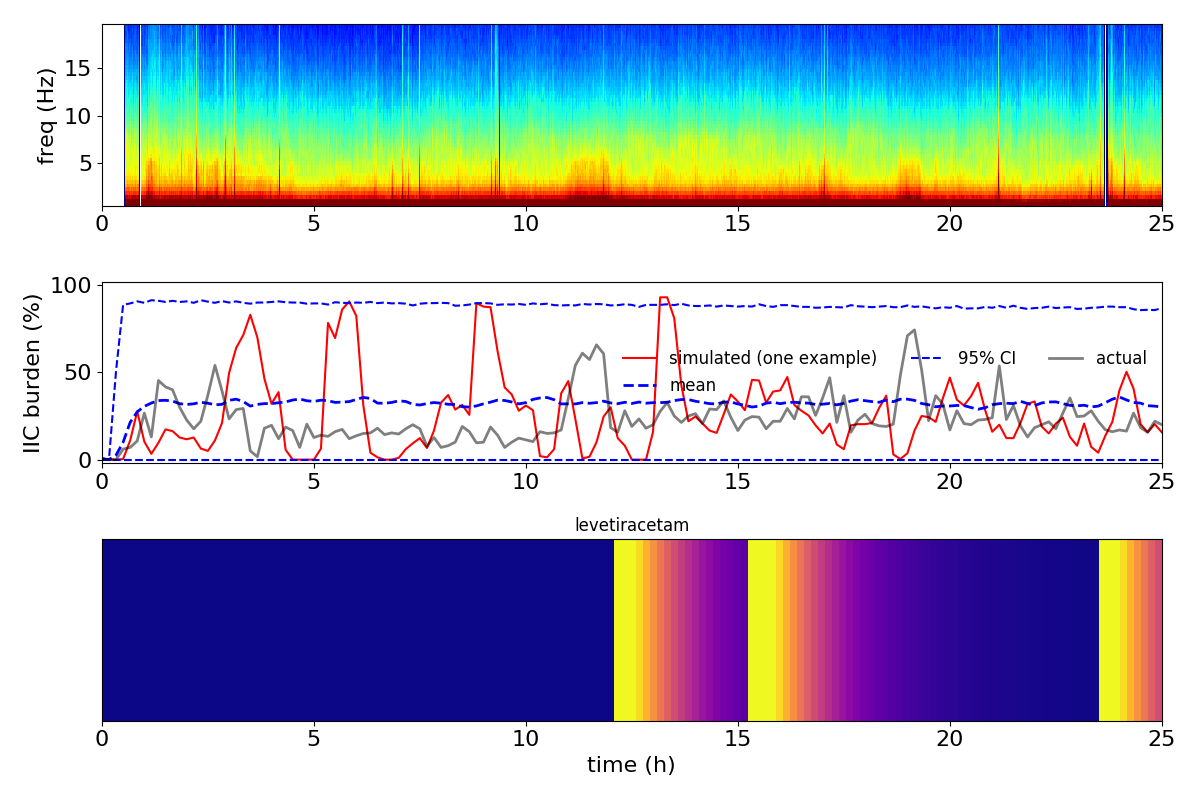 freq (Hz)
15
10
5
0 5 10 15 20 25
IIC burden (%)
100
50
0
simulated (one example) 95% CI actual
mean
0 5 10 15 20 25
levetiracetam
0 5 10 15 20 25
time (h)